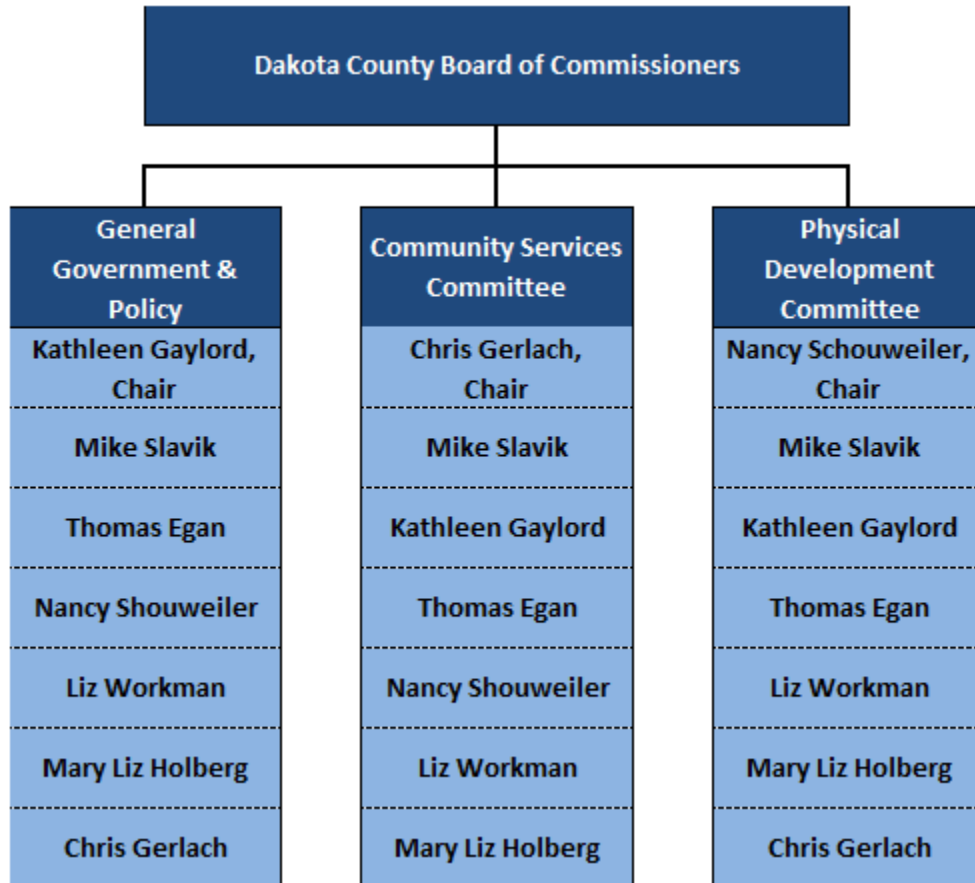 Dakota County Board of Commissioners
General
Government &
Policy
Kathleen Gaylord,
Chair
Mike Slavik
Thomas Egan
Nancy Shouweiler
Liz Workman
Mary Liz Holberg
Chris Gerlach
Community Services
Committee
Chris Gerlach,
Chair
Mike Slavik
Kathleen Gaylord
Thomas Egan
Nancy Shouweiler
Liz Workman
Mary Liz Holberg
Physical
Development
Committee
Nancy Schouweiler,
Chair
Mike Slavik
Kathleen Gaylord
Thomas Egan
Liz Workman
Mary Liz Holberg
Chris Gerlach